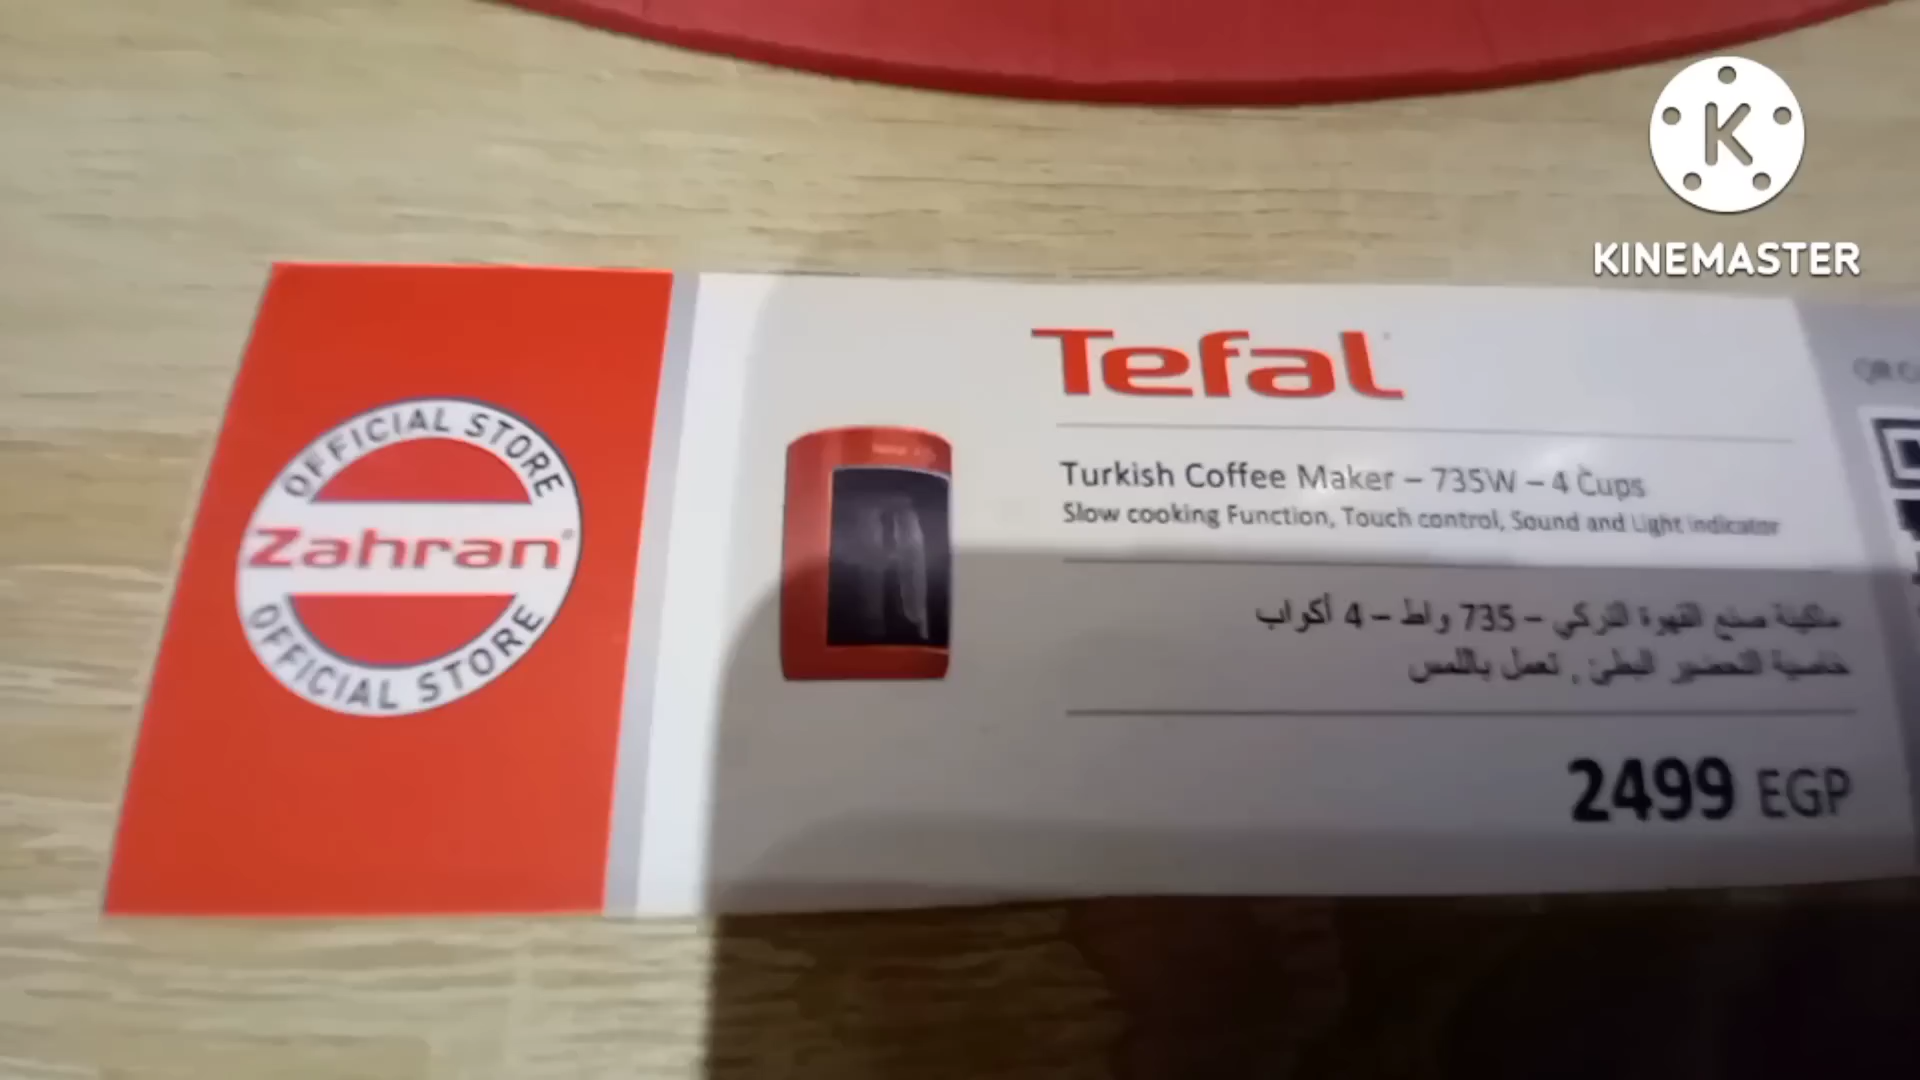 KINEMASTER
OFFICIAL STORE
Zahran
OFFICIAL STORE
Tefal
Turkish Coffee Maker – 735W – 4 Cups
Slow cooking Function, Touch control, Sound and Light indicator
ماكينة صنع القهوة التركي – 735 واط – 4 أكواب
خاصية التحضير البطئ , تعمل باللمس
2499 EGP